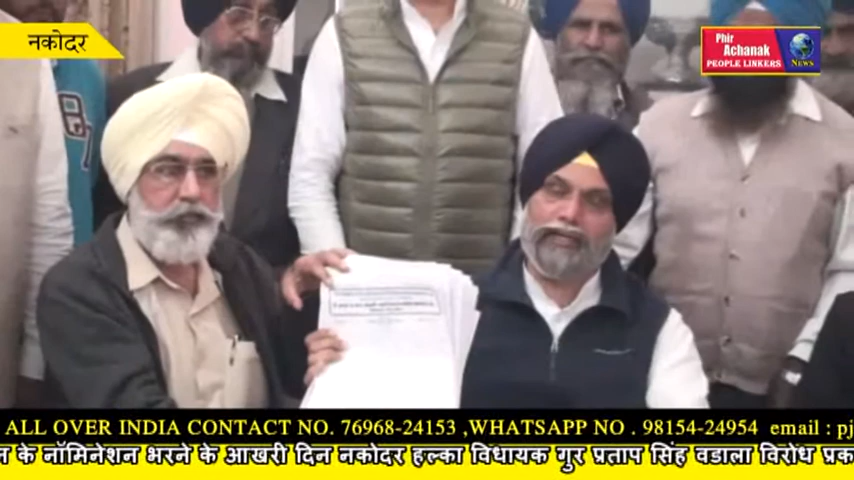 नकोदर
Phir
Achanak
PEOPLE LINKERS
NEWS
ALL OVER INDIA CONTACT NO. 76968-24153 ,WHATSAPP NO . 98154-24954 email : pj
न के नॉमिनेशन भरने के आखरी दिन नकोदर हल्का विधायक गुर प्रताप सिंह वडाला विरोध प्रक